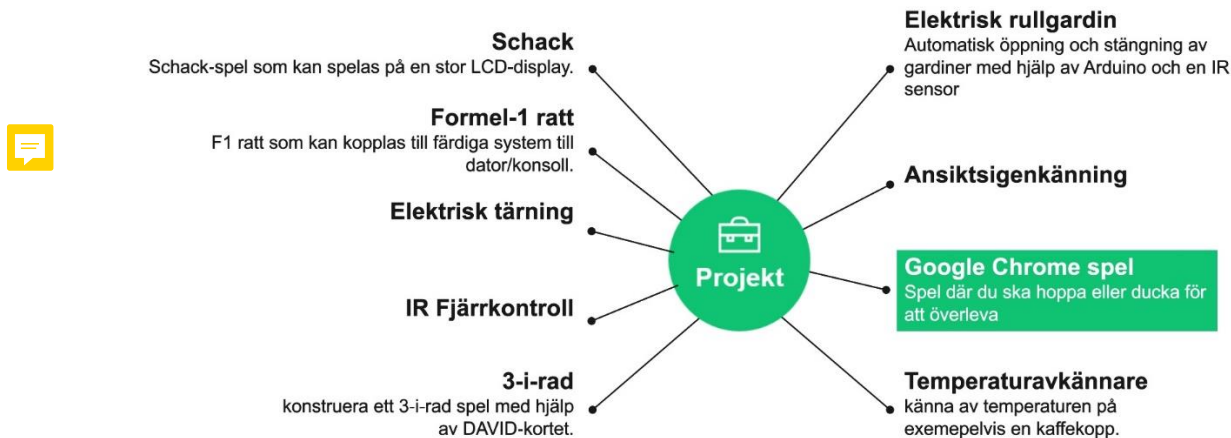 Schack
Schack-spel som kan spelas på en stor LCD-display.
Formel-1 ratt
F1 ratt som kan kopplas till färdiga system till
dator/konsoll.
Elektrisk tärning
IR Fjärrkontroll
3-i-rad
konstruera ett 3-i-rad spel med hjälp
av DAVID-kortet.
Projekt
Elektrisk rullgardin
Automatisk öppning och stängning av
gardiner med hjälp av Arduino och en IR
sensor
Ansiktsigenkänning
Google Chrome spel
Spel där du ska hoppa eller ducka för
att överleva
Temperaturavkännare
känna av temperaturen på
exemepelvis en kaffekopp.